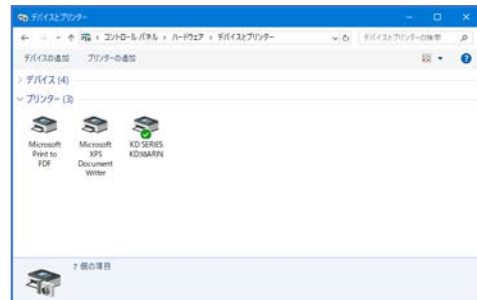 デバイスとプリンター
コントロール パネル › ハードウェア › デバイスとプリンター
デバイスとプリンターの検索
デバイスの追加 プリンターの追加
デバイス (4)
プリンター (3)
Microsoft Print to PDF
Microsoft XPS Document Writer
KD SERIES
7 個の項目